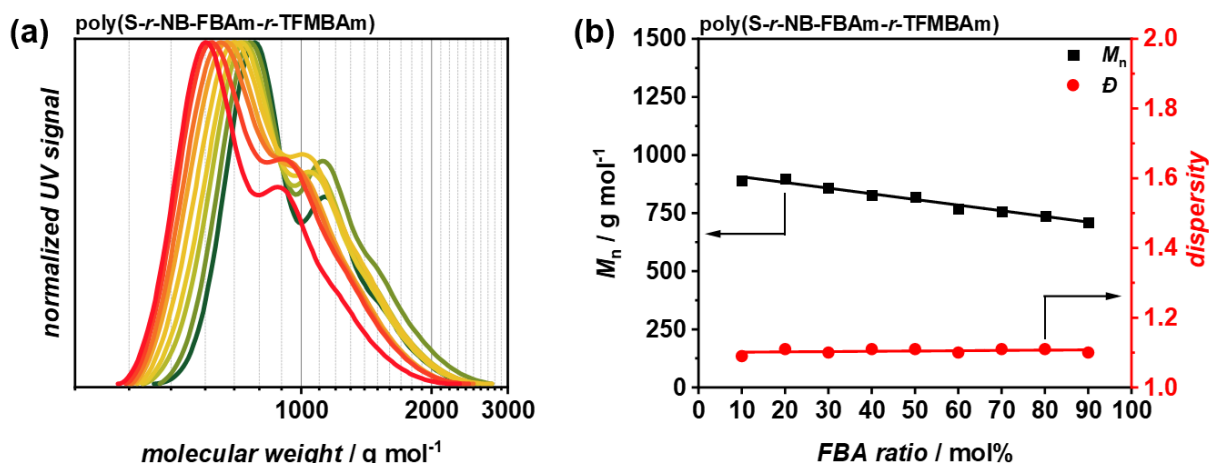 (a)
poly(S-r-NB-FBAm-r-TFMBAm)
normalized UV signal
1000 2000 3000
molecular weight / g mol-1
(b)
poly(S-r-NB-FBAm-r-TFMBAm)
1500
1250
1000
750
500
250
0
Mn / g mol-1
Mn
Đ
2.0
1.8
1.6
1.4
1.2
1.0
dispersity
0 10 20 30 40 50 60 70 80 90 100
FBA ratio / mol%